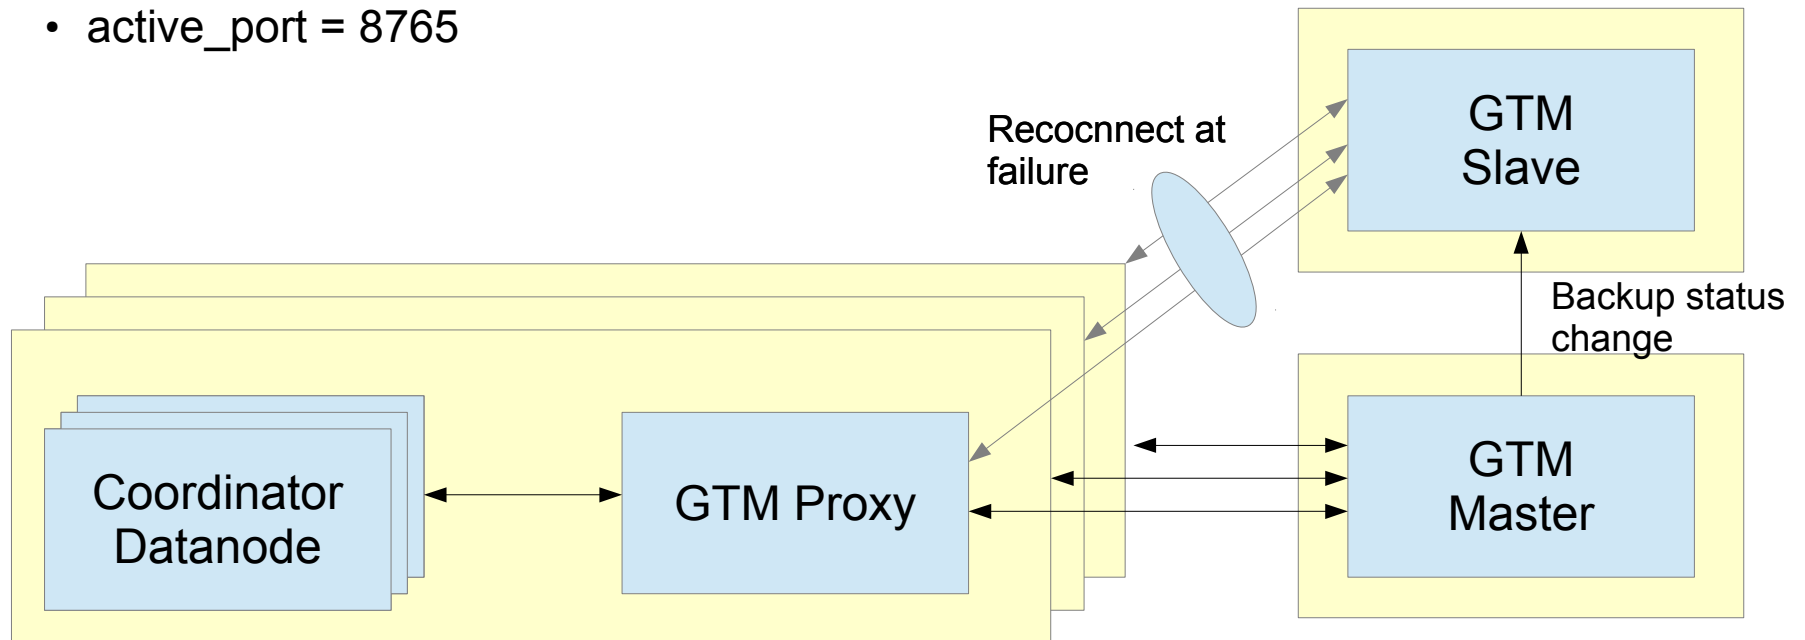 • active_port = 8765
Recocnnect at
failure
GTM
Slave
Backup status
change
Coordinator
Datanode
GTM Proxy
GTM
Master